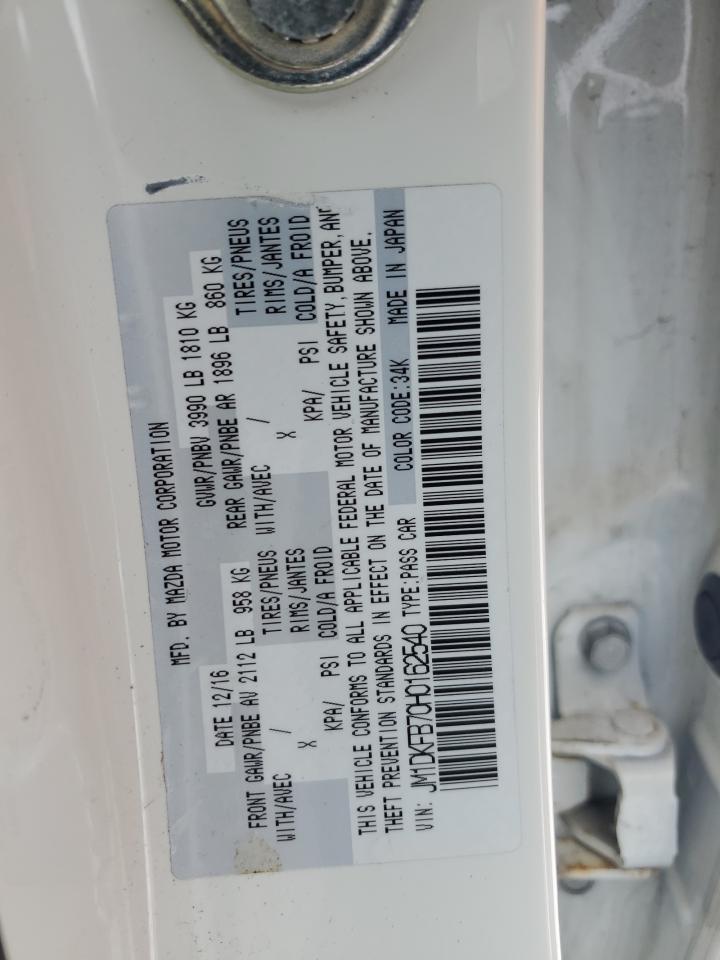 MFD. BY MAZDA MOTOR CORPORATION
DATE 12/16 GVWR/PNBV 3990 LB 1810 KG
FRONT GAWR/PNBE AV 2112 LB 958 KG REAR GAWR/PNBE AR 1896 LB 860 KG
WITH/AVEC / TIRES/PNEUS WITH/AVEC / TIRES/PNEUS
X RIMS/JANTES X RIMS/JANTES
KPA/ PSI COLD/A FROID KPA/ PSI COLD/A FROID
THIS VEHICLE CONFORMS TO ALL APPLICABLE FEDERAL MOTOR VEHICLE SAFETY, BUMPER, AND
THEFT PREVENTION STANDARDS IN EFFECT ON THE DATE OF MANUFACTURE SHOWN ABOVE.
VIN: JM1DKFB70H0162540 TYPE:PASS CAR COLOR CODE:34K MADE IN JAPAN